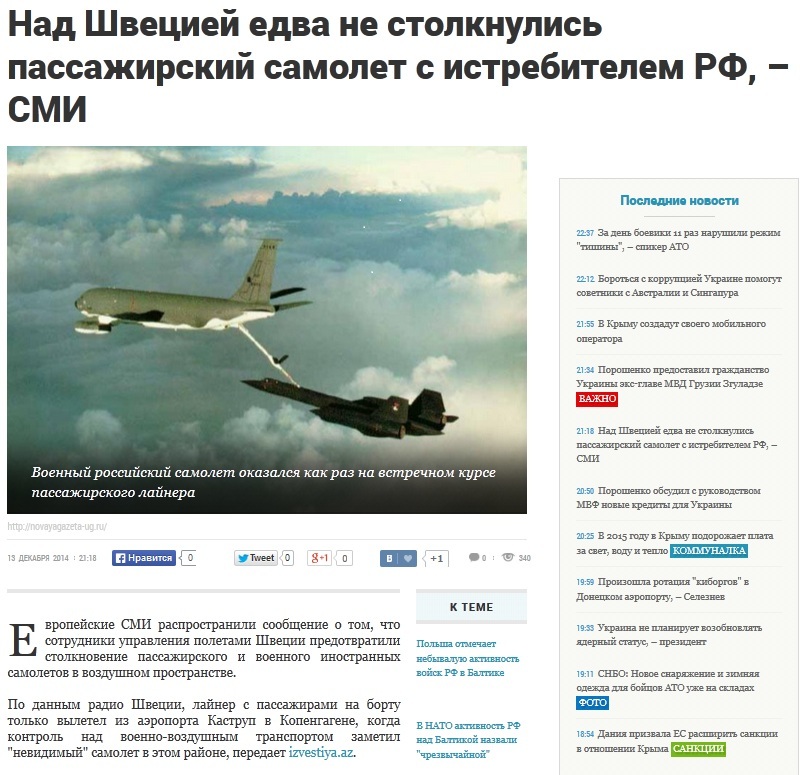 Над Швецией едва не столкнулись
пассажирский самолет с истребителем РФ, –
СМИ
Военный российский самолет оказался как раз на встречном курсе
пассажирского лайнера
http://novayagazeta-ug.ru/
13 ДЕКАБРЯ 2014 : 21:18
Нравится 0
Tweet 0
g+1 0
B +1
0 : 340
Европейские СМИ распространили сообщение о том, что
сотрудники управления полетами Швеции предотвратили
столкновение пассажирского и военного иностранных
самолетов в воздушном пространстве.
По данным радио Швеции, лайнер с пассажирами на борту
только вылетел из аэропорта Каструп в Копенгагене, когда
контроль над военно-воздушным транспортом заметил
"невидимый" самолет в этом районе, передает izvestiya.az.
К ТЕМЕ
Польша отмечает
небывалую активность
войск РФ в Балтике
В НАТО активность РФ
над Балтикой назвали
"чрезвычайной"
Последние новости
22:37 За день боевики 11 раз нарушили режим
"тишины", – спикер АТО
22:12 Бороться с коррупцией Украине помогут
советники с Австралии и Сингапура
21:55 В Крыму создадут своего мобильного
оператора
21:34 Порошенко предоставил гражданство
Украины экс-главе МВД Грузии Згуладзе
ВАЖНО
21:18 Над Швецией едва не столкнулись
пассажирский самолет с истребителем РФ, –
СМИ
20:50 Порошенко обсудил с руководством
МВФ новые кредиты для Украины
20:25 В 2015 году в Крыму подорожает плата
за свет, воду и тепло КОММУНАЛКА
19:59 Произошла ротация "киборгов" в
Донецком аэропорту, – Селезнев
19:33 Украина не планирует возобновлять
ядерный статус, – президент
19:11 СНБО: Новое снаряжение и зимняя
одежда для бойцов АТО уже на складах
ФОТО
18:54 Дания призвала ЕС расширить санкции
в отношении Крыма САНКЦИИ